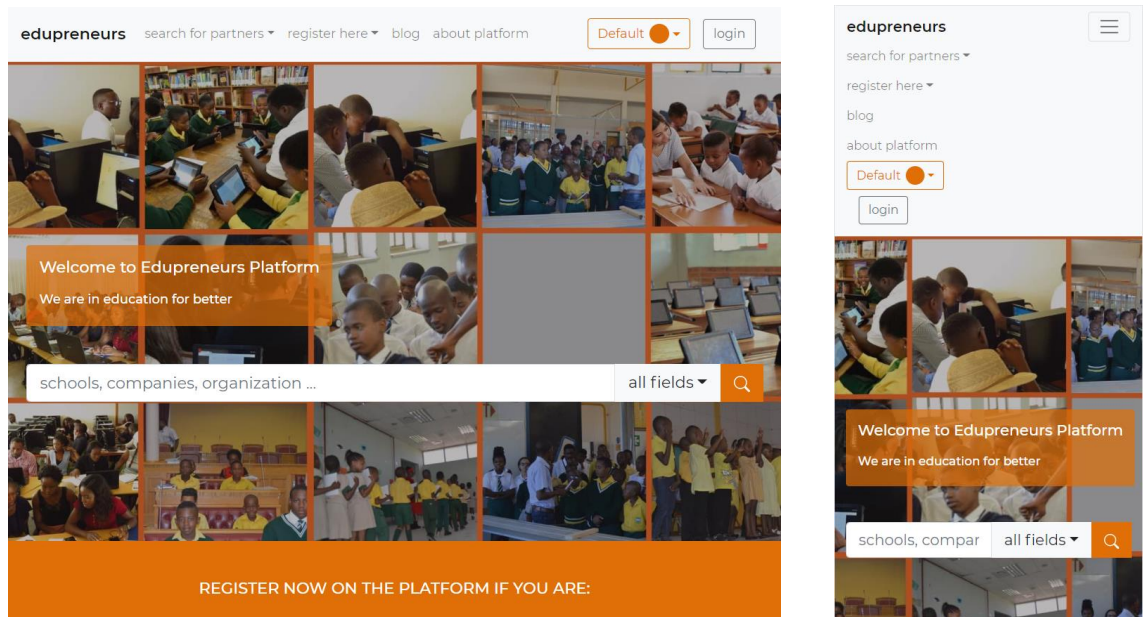 edupreneurs search for partners register here blog about platform Default login
Welcome to Edupreneurs Platform
We are in education for better
schools, companies, organization ... all fields
REGISTER NOW ON THE PLATFORM IF YOU ARE:
edupreneurs
search for partners
register here
blog
about platform
Default
login
Welcome to Edupreneurs Platform
We are in education for better
schools, compar all fields